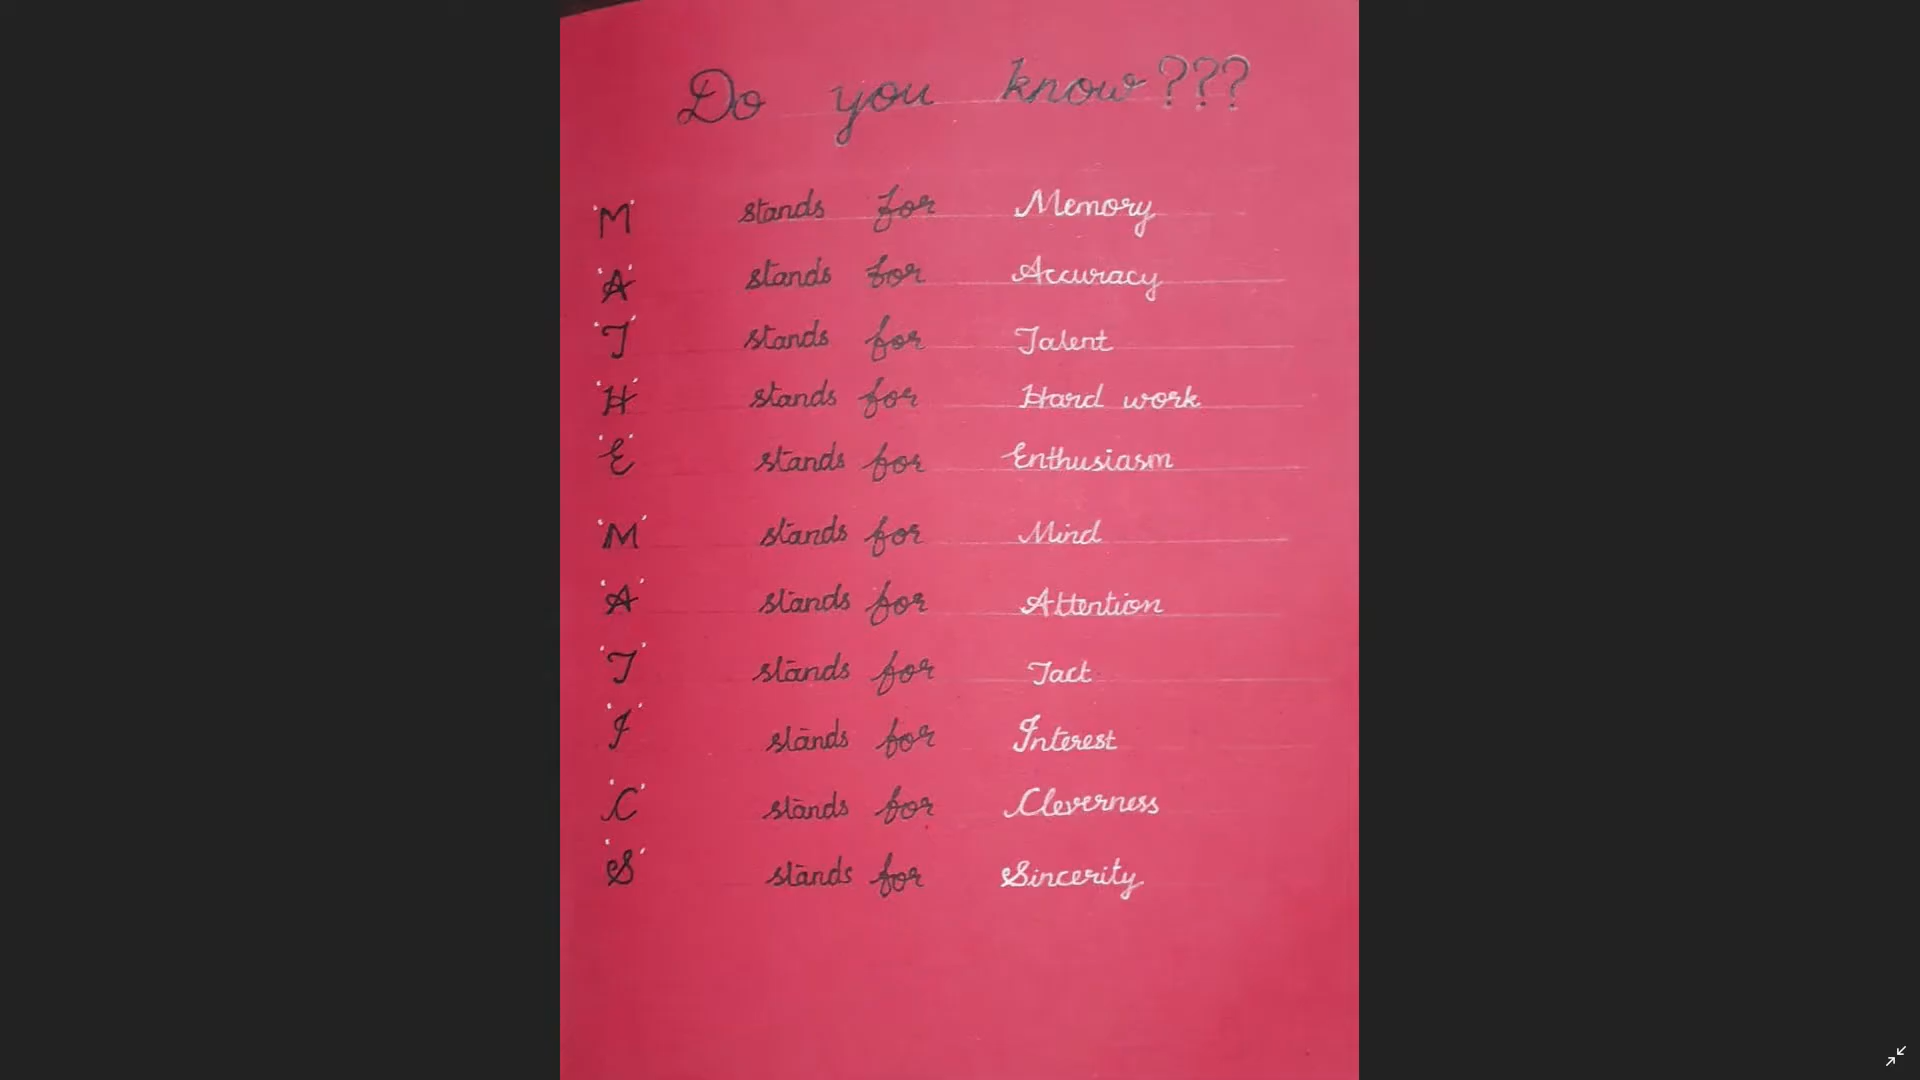 Do you know???
'M' stands for Memory
'A' stands for Accuracy
'T' stands for Talent
'H' stands for Hard work
'E' stands for Enthusiasm
'M' stands for Mind
'A' stands for Attention
'T' stands for Tact
'I' stands for Interest
'C' stands for Cleverness
'S' stands for Sincerity